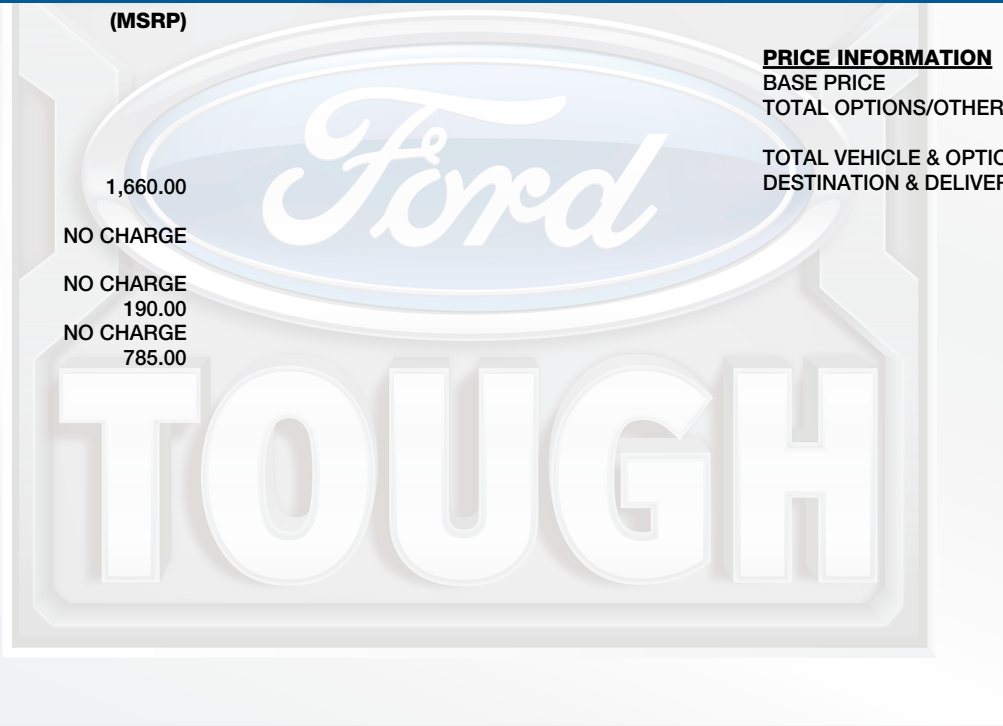 (MSRP)
1,660.00
NO CHARGE
NO CHARGE
190.00
NO CHARGE
785.00
PRICE INFORMATION
BASE PRICE
TOTAL OPTIONS/OTHER
TOTAL VEHICLE & OPTIO
DESTINATION & DELIVER
Ford
TOUGH